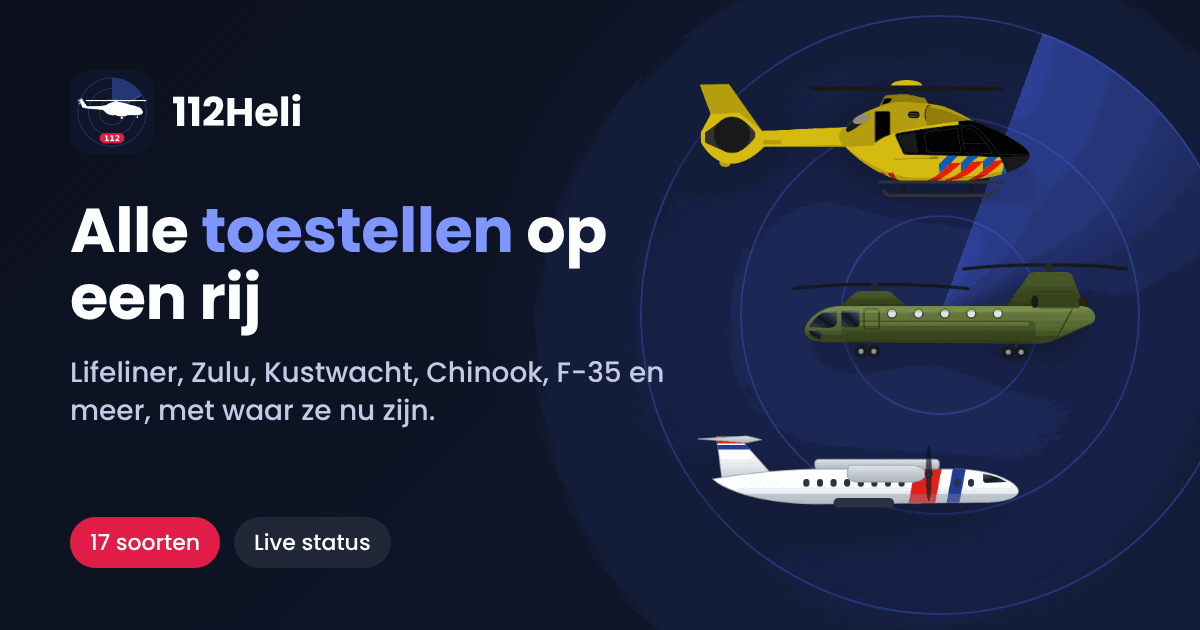 112
112Heli
Alle toestellen op
een rij
Lifeliner, Zulu, Kustwacht, Chinook, F-35 en
meer, met waar ze nu zijn.
17 soorten
Live status